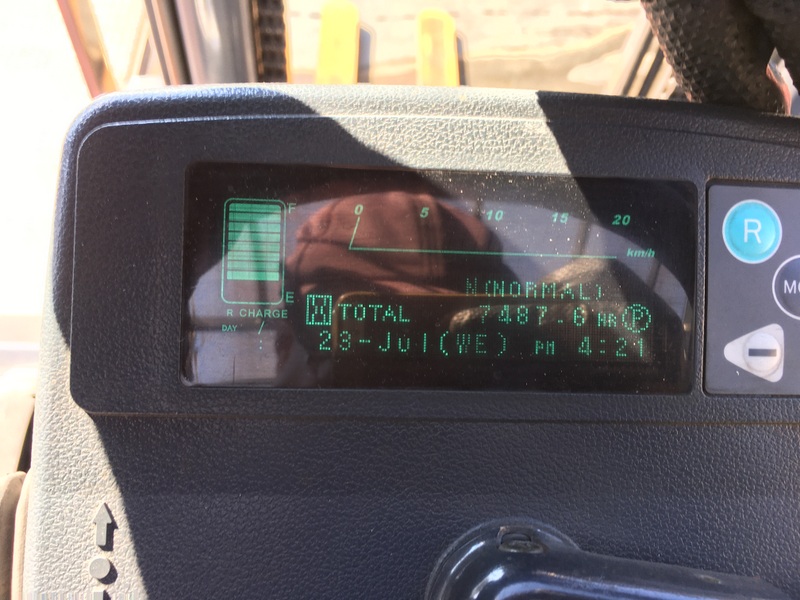 F
0 5 10 15 20
km/h
E
N(NORMAL)
R CHARGE
TOTAL 7487.6 HR P
DAY /
:
23-Jul(WE) PM 4:21
R